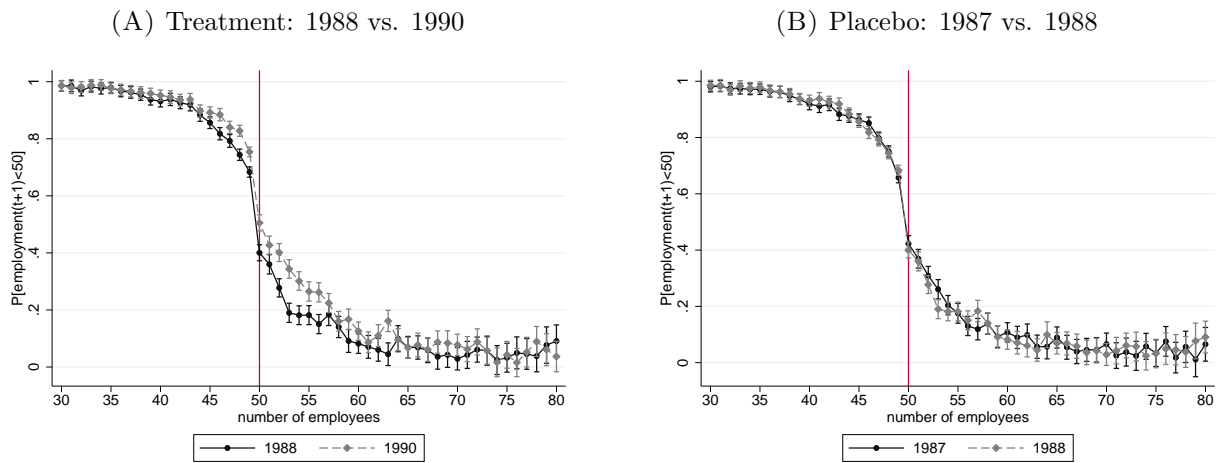 (A) Treatment: 1988 vs. 1990
P[employment(t+1)<50]
1
.8
.6
.4
.2
0
30 35 40 45 50 55 60 65 70 75 80
number of employees
1988 1990
(B) Placebo: 1987 vs. 1988
P[employment(t+1)<50]
1
.8
.6
.4
.2
0
30 35 40 45 50 55 60 65 70 75 80
number of employees
1987 1988